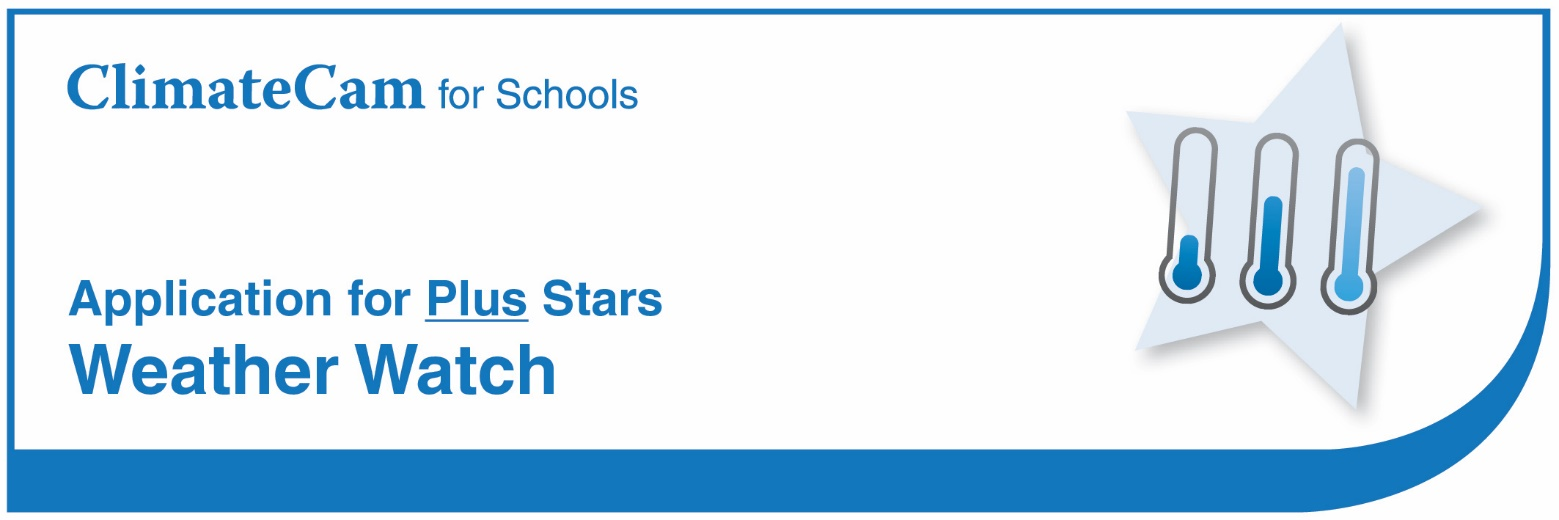 ClimateCam for Schools
Application for Plus Stars
Weather Watch